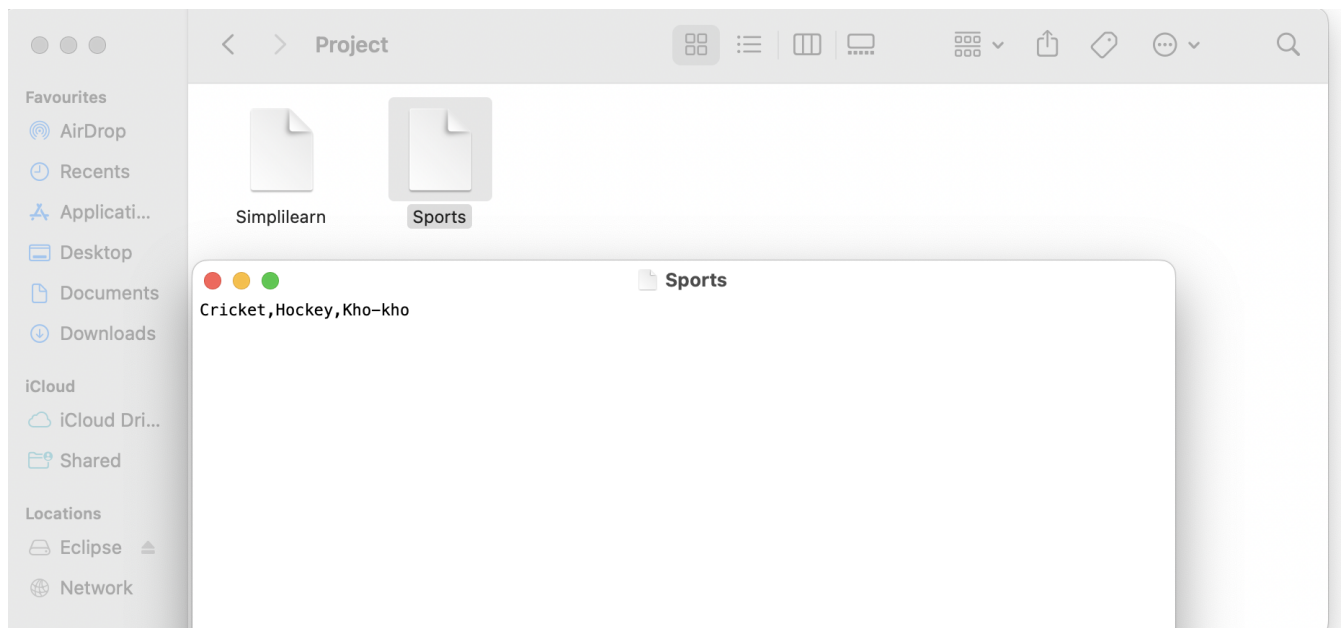 Project
Favourites
AirDrop
Recents
Applicati...
Desktop
Documents
Downloads
iCloud
iCloud Dri...
Shared
Locations
Eclipse
Network
Simplilearn
Sports
Sports
Cricket,Hockey,Kho-kho